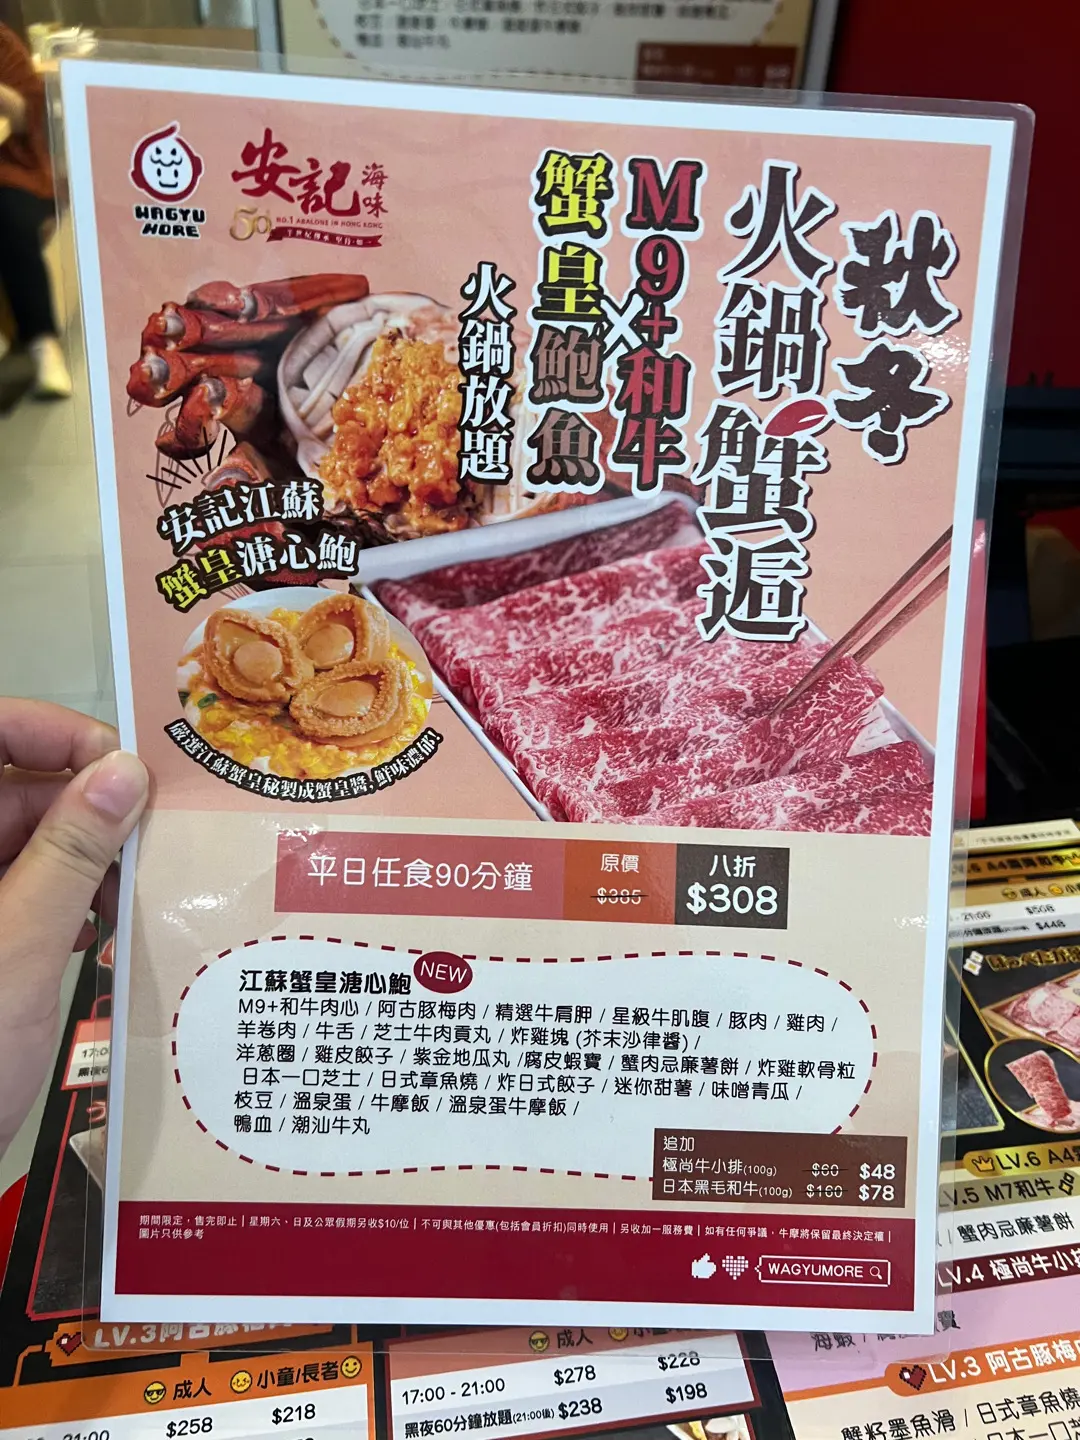 WAGYU
MORE
安記海味
50
NO.1 ABALONE IN HONG KONG
秋冬
火鍋蟹逅
M9+和牛
×
蟹皇鮑魚
火鍋放題
安記江蘇
蟹皇溏心鮑
嚴選江蘇蟹皇秘製成蟹皇醬,鮮味濃郁!
平日任食90分鐘
原價
$385
八折
$308
江蘇蟹皇溏心鮑 NEW
M9+和牛肉心 / 阿古豚梅肉 / 精選牛肩胛 / 星級牛肌腹 / 豚肉 / 雞肉 /
羊卷肉 / 牛舌 / 芝士牛肉貢丸 / 炸雞塊 (芥末沙律醬) /
洋蔥圈 / 雞皮餃子 / 紫金地瓜丸 /腐皮蝦寶 / 蟹肉忌廉薯餅 / 炸雞軟骨粒
日本一口芝士 / 日式章魚燒 / 炸日式餃子 / 迷你甜薯 / 味噌青瓜 /
枝豆 / 溫泉蛋 / 牛摩飯 / 溫泉蛋牛摩飯 /
鴨血 / 潮汕牛丸
追加
極尚牛小排(100g) $60 $48
日本黑毛和牛(100g) $160 $78
期間限定，售完即止 | 星期六、日及公眾假期另收$10/位 | 不可與其他優惠(包括會員折扣)同時使用 | 另收加一服務費 | 如有任何爭議，牛摩將保留最終決定權 |
圖片只供參考
WAGYUMORE
成人
$508
$448
LV.6 A4
LV.5 M7和牛
蟹肉忌廉薯餅
LV.4 極尚牛小
LV.3 阿古豚梅
蟹籽墨魚滑 / 日式章魚燒
LV.3阿古豚梅
成人 小童/長者
$258 $218
成人
17:00 - 21:00 $278 $228
黑夜60分鐘放題(21:00後) $238 $198